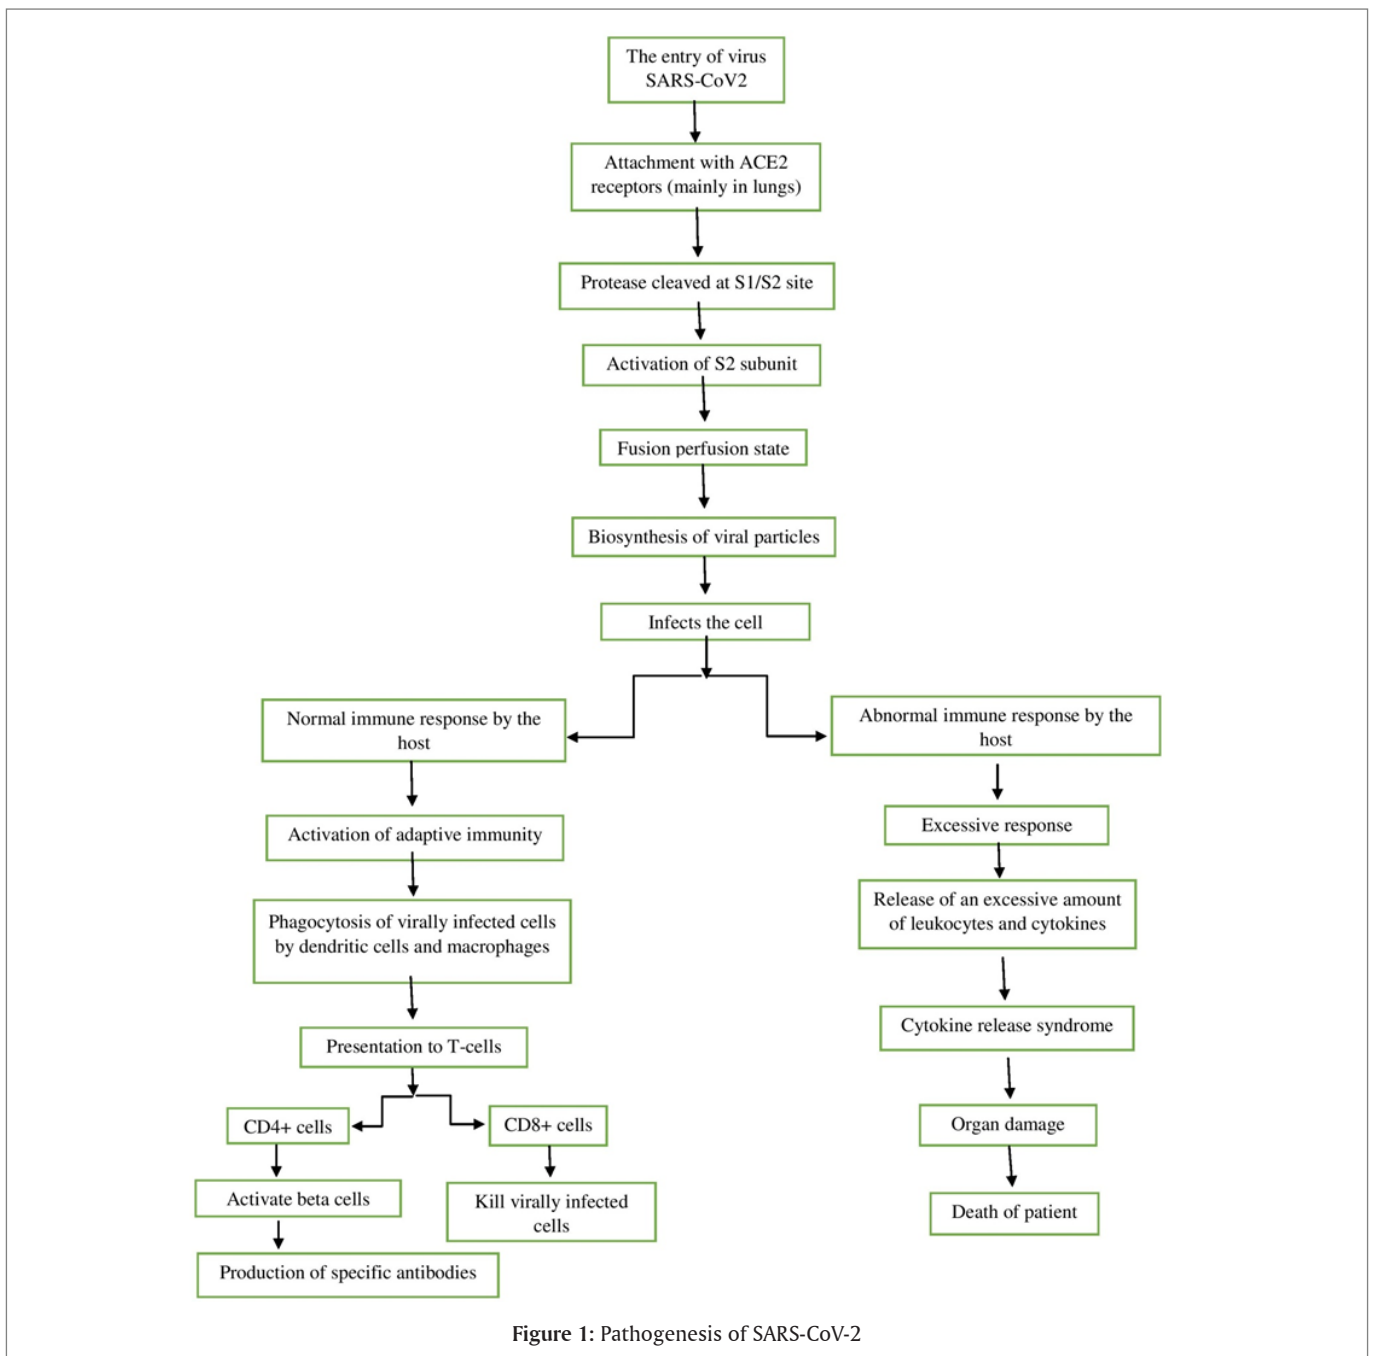 The entry of virus
SARS-CoV2
Attachment with ACE2
receptors (mainly in lungs)
Protease cleaved at S1/S2 site
Activation of S2 subunit
Fusion perfusion state
Biosynthesis of viral particles
Infects the cell
Normal immune response by the
host
Activation of adaptive immunity
Phagocytosis of virally infected cells
by dendritic cells and macrophages
Presentation to T-cells
CD4+ cells
Activate beta cells
Production of specific antibodies
CD8+ cells
Kill virally infected
cells
Abnormal immune response by the
host
Excessive response
Release of an excessive amount
of leukocytes and cytokines
Cytokine release syndrome
Organ damage
Death of patient
Figure 1: Pathogenesis of SARS-CoV-2